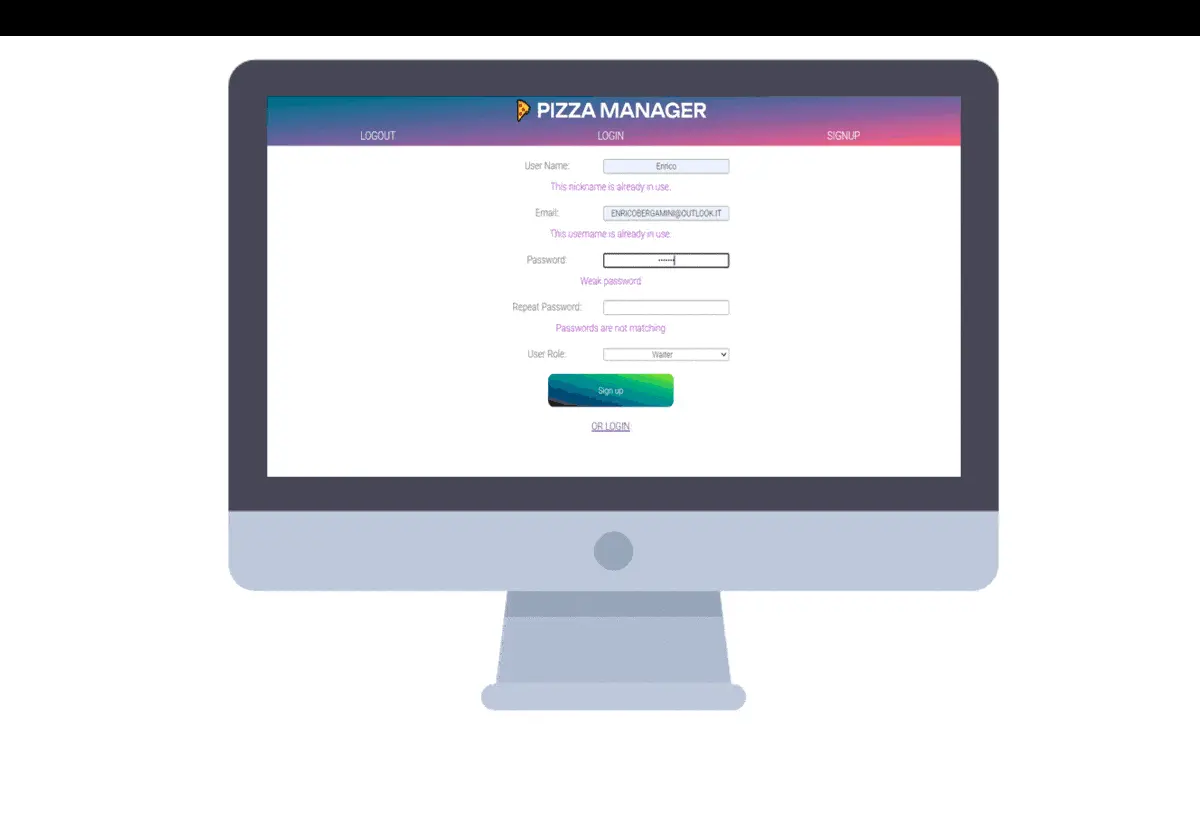 PIZZA MANAGER
LOGOUT LOGIN SIGNUP
User Name: Enrico
This nickname is already in use.
Email: ENRICOBERGAMINI@OUTLOOK.IT
This username is already in use
Password: ••••••
Weak password
Repeat Password:
Passwords are not matching
User Role: Waiter
Sign up
OR LOGIN